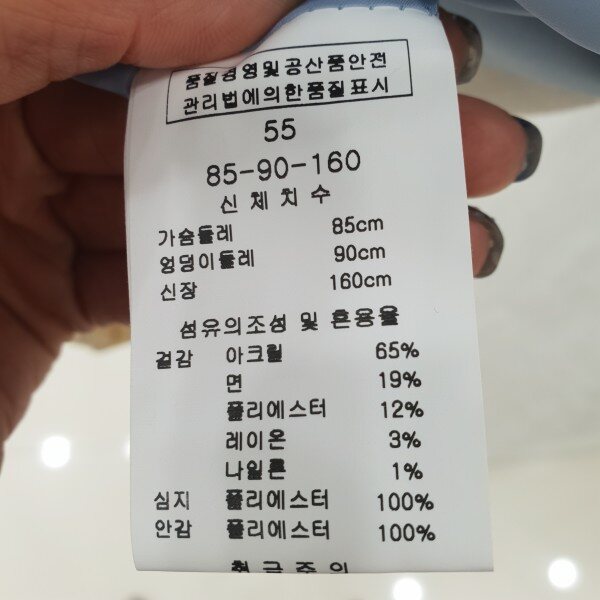 품질경영및공산품안전
관리법에의한품질표시
55
85-90-160
신체치수
가슴둘레 85cm
엉덩이둘레 90cm
신장 160cm
섬유의조성 및 혼용율
겉감 아크릴 65%
면 19%
폴리에스터 12%
레이온 3%
나일론 1%
심지 폴리에스터 100%
안감 폴리에스터 100%
취급주의